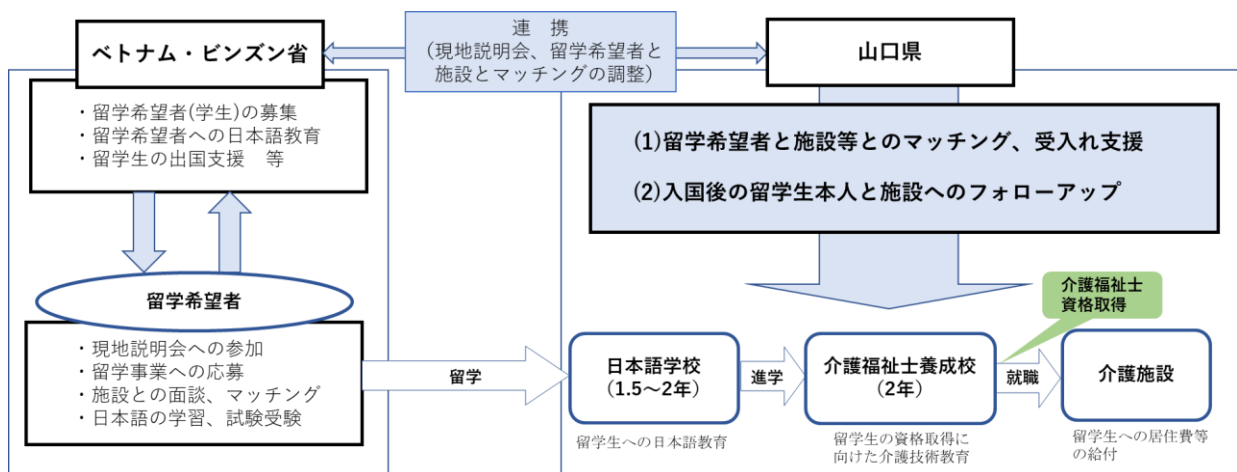 連　携
(現地説明会、留学希望者と
施設とマッチングの調整)
ベトナム・ビンズン省
山口県
・留学希望者(学生)の募集
・留学希望者への日本語教育
・留学生の出国支援　等
(1)留学希望者と施設等とのマッチング、受入れ支援
(2)入国後の留学生本人と施設へのフォローアップ
留学希望者
・現地説明会への参加
・留学事業への応募
・施設との面談、マッチング
・日本語の学習、試験受験
留学
日本語学校
(1.5～2年)
留学生への日本語教育
進学
介護福祉士養成校
(2年)
留学生の資格取得に
向けた介護技術教育
介護福祉士
資格取得
就職
介護施設
留学生への居住費等
の給付